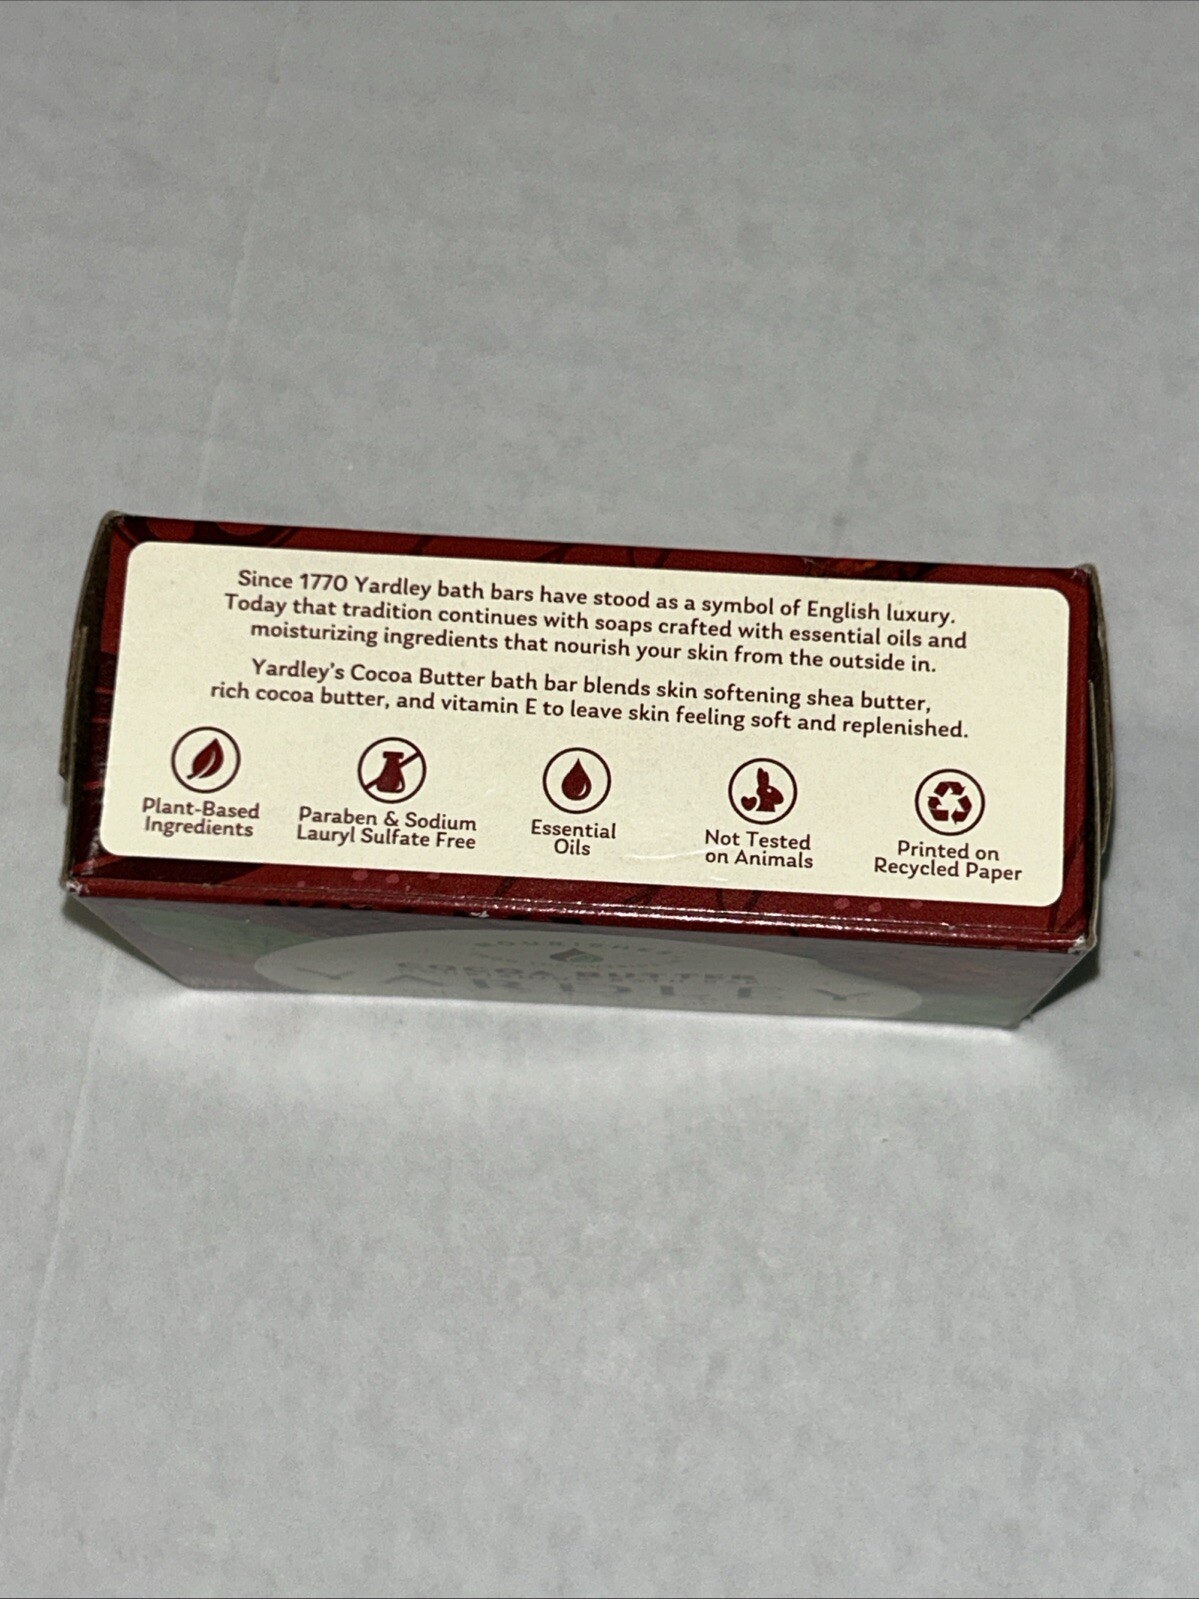 Since 1770 Yardley bath bars have stood as a symbol of English luxury.
Today that tradition continues with soaps crafted with essential oils and
moisturizing ingredients that nourish your skin from the outside in.
Yardley's Cocoa Butter bath bar blends skin softening shea butter,
rich cocoa butter, and vitamin E to leave skin feeling soft and replenished.
Plant-Based
Ingredients
Paraben & Sodium
Lauryl Sulfate Free
Essential
Oils
Not Tested
on Animals
Printed on
Recycled Paper
COCOA BUTTER
YARDLEY